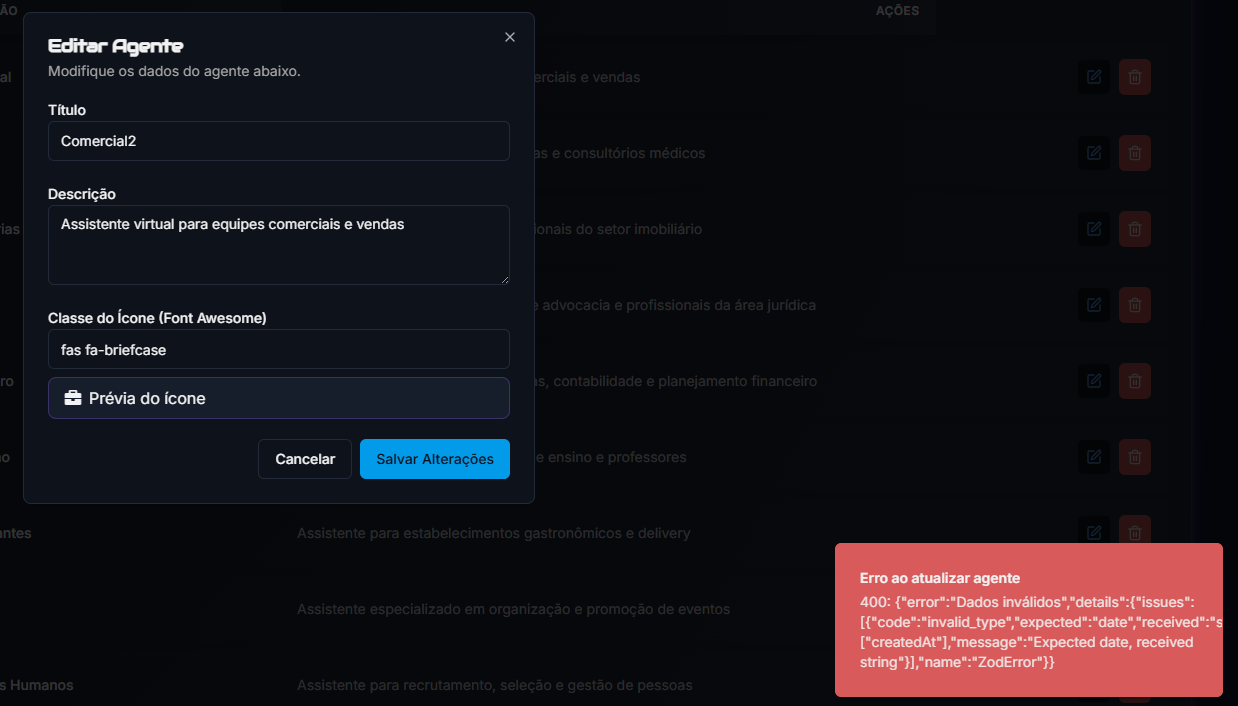 ÃO
AÇÕES
Editar Agente
Modifique os dados do agente abaixo.
Título
Comercial2
Descrição
Assistente virtual para equipes comerciais e vendas
Classe do Ícone (Font Awesome)
fas fa-briefcase
Prévia do ícone
Cancelar
Salvar Alterações
al
erciais e vendas
as e consultórios médicos
rias
ionais do setor imobiliário
e advocacia e profissionais da área jurídica
ro
as, contabilidade e planejamento financeiro
o
e ensino e professores
antes
Assistente para estabelecimentos gastronômicos e delivery
Assistente especializado em organização e promoção de eventos
s Humanos
Assistente para recrutamento, seleção e gestão de pessoas
Erro ao atualizar agente
400: {"error":"Dados inválidos","details":{"issues":
[{"code":"invalid_type","expected":"date","received":"s
["createdAt"],"message":"Expected date, received
string"}],"name":"ZodError"}}